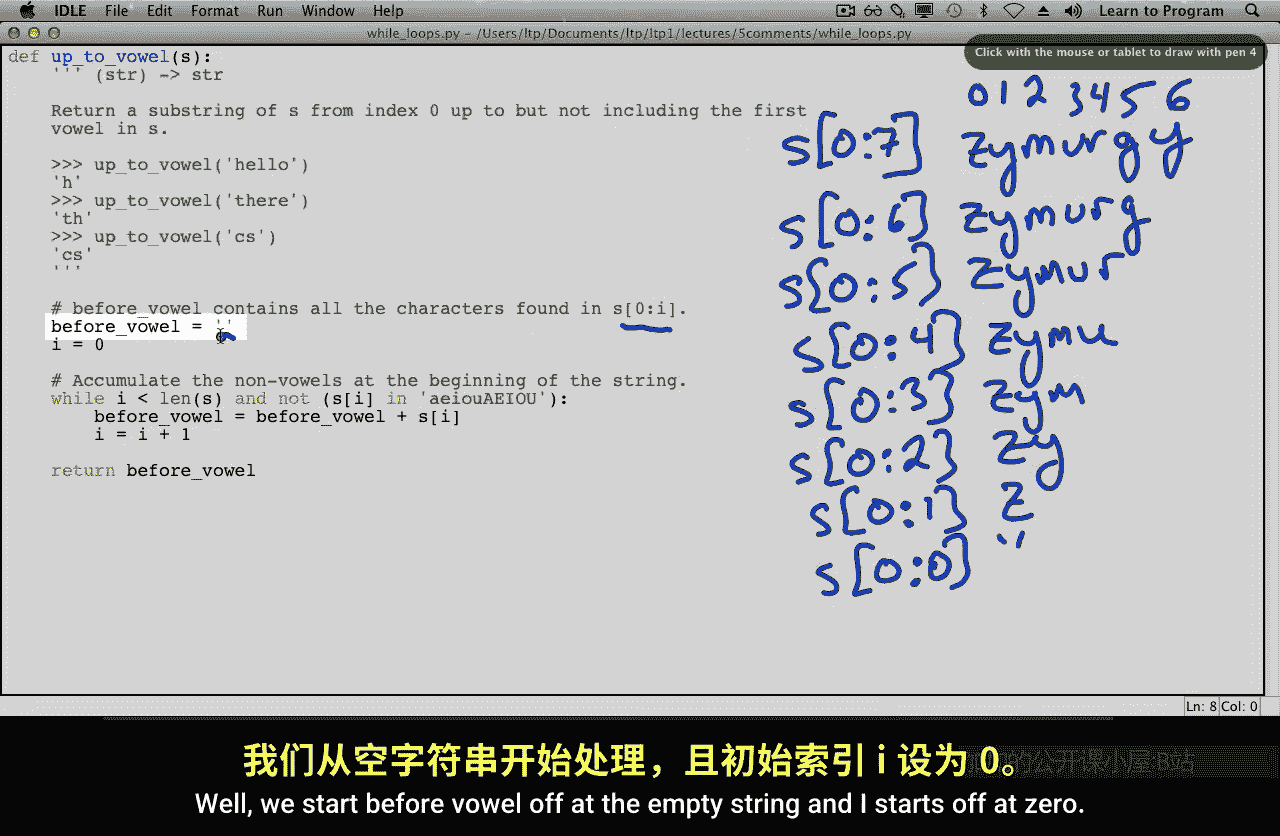 IDLE File Edit Format Run Window Help Learn to Program
while_loops.py - /Users/ltp/Documents/ltp/ltp1/lectures/5comments/while_loops.py
Click with the mouse or tablet to draw with pen 4
def up_to_vowel(s):
''' (str) -> str
Return a substring of s from index 0 up to but not including the first
vowel in s.
>>> up_to_vowel('hello')
'h'
>>> up_to_vowel('there')
'th'
>>> up_to_vowel('cs')
'cs'
'''
# before_vowel contains all the characters found in s[0:i].
before_vowel = ''
i = 0
# Accumulate the non-vowels at the beginning of the string.
while i < len(s) and not (s[i] in 'aeiouAEIOU'):
before_vowel = before_vowel + s[i]
i = i + 1
return before_vowel
0 1 2 3 4 5 6
s[0:7] zymurgy
s[0:6] zymurg
s[0:5] zymur
s[0:4] zymu
s[0:3] zym
s[0:2] zy
s[0:1] z
s[0:0] ''
Ln: 8 Col: 0
我们从空字符串开始处理，且初始索引 i 设为 0。
的公开课小屋:B站
Well, we start before vowel off at the empty string and I starts off at zero.